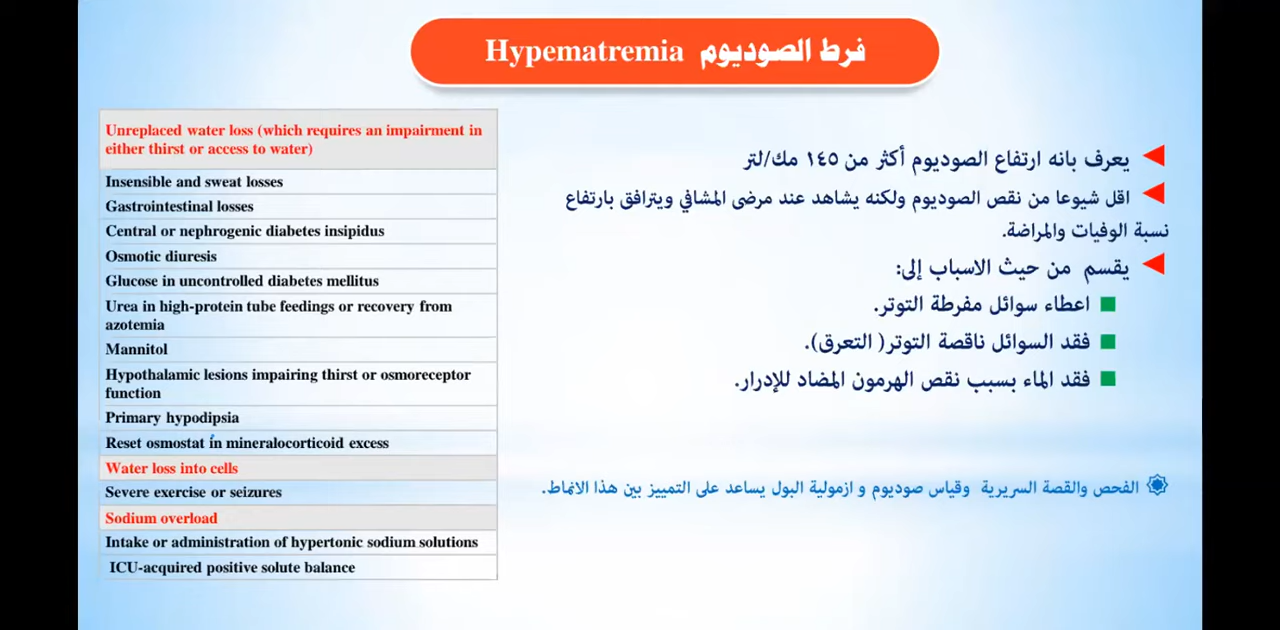 فرط الصوديوم Hypematremia
يعرف بانه ارتفاع الصوديوم أكثر من ١٤٥ مك/لتر
اقل شيوعا من نقص الصوديوم ولكنه يشاهد عند مرضى المشافي ويترافق بارتفاع
نسبة الوفيات والمراضة.
يقسم من حيث الاسباب إلى:
اعطاء سوائل مفرطة التوتر.
فقد السوائل ناقصة التوتر( التعرق).
فقد الماء بسبب نقص الهرمون المضاد للإدرار.
الفحص والقصة السريرية وقياس صوديوم و ازمولية البول يساعد على التمييز بين هذا الانماط.
Unreplaced water loss (which requires an impairment in
either thirst or access to water)
Insensible and sweat losses
Gastrointestinal losses
Central or nephrogenic diabetes insipidus
Osmotic diuresis
Glucose in uncontrolled diabetes mellitus
Urea in high-protein tube feedings or recovery from
azotemia
Mannitol
Hypothalamic lesions impairing thirst or osmoreceptor
function
Primary hypodipsia
Reset osmostat in mineralocorticoid excess
Water loss into cells
Severe exercise or seizures
Sodium overload
Intake or administration of hypertonic sodium solutions
ICU-acquired positive solute balance